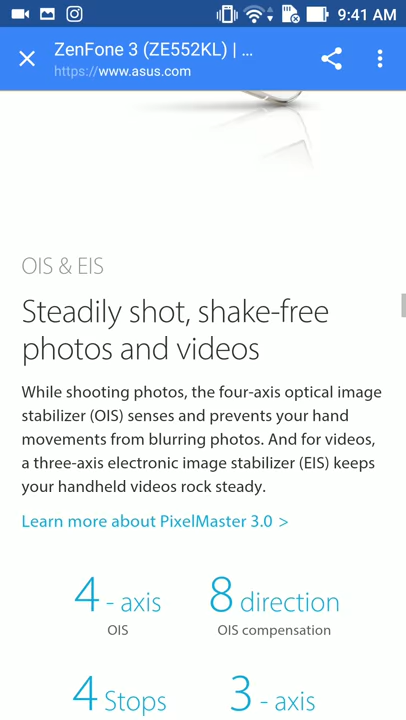 9:41 AM
ZenFone 3 (ZE552KL) | ...
https://www.asus.com
OIS & EIS
Steadily shot, shake-free
photos and videos
While shooting photos, the four-axis optical image
stabilizer (OIS) senses and prevents your hand
movements from blurring photos. And for videos,
a three-axis electronic image stabilizer (EIS) keeps
your handheld videos rock steady.
Learn more about PixelMaster 3.0 >
4 - axis 8 direction
OIS OIS compensation
4 Stops 3 - axis